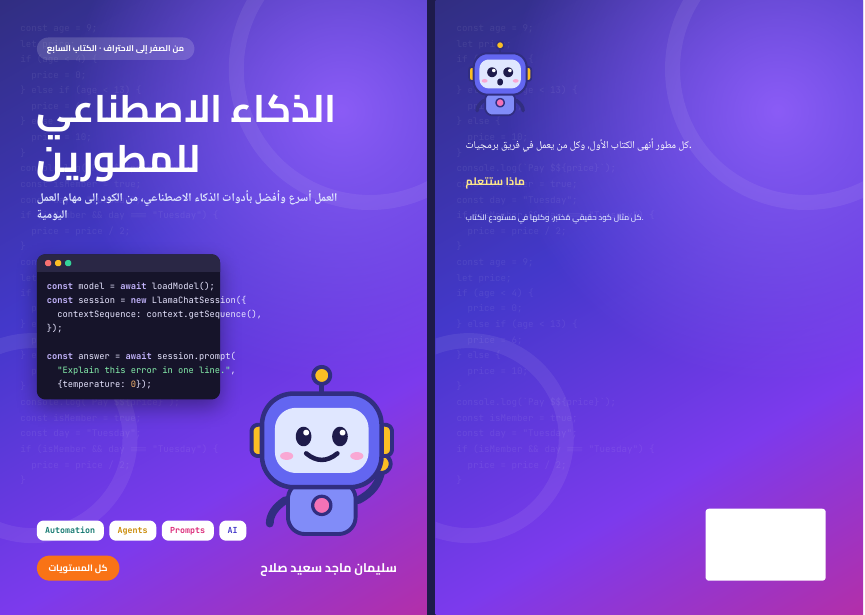 من الصفر إلى الاحتراف · الكتاب السابع
الذكاء الاصطناعي
للمطورين
العمل أسرع وأفضل بأدوات الذكاء الاصطناعي، من الكود إلى مهام العمل
اليومية
const model = await loadModel();
const session = new LlamaChatSession({
contextSequence: context.getSequence(),
});
const answer = await session.prompt(
"Explain this error in one line.",
{temperature: 0});
Automation
Agents
Prompts
AI
كل المستويات
سليمان ماجد سعيد صلاح
كل مطور أنهى الكتاب الأول، وكل من يعمل في فريق برمجيات.
ماذا ستتعلم
كل مثال كود حقيقي مُختبر، وكلها في مستودع الكتاب.